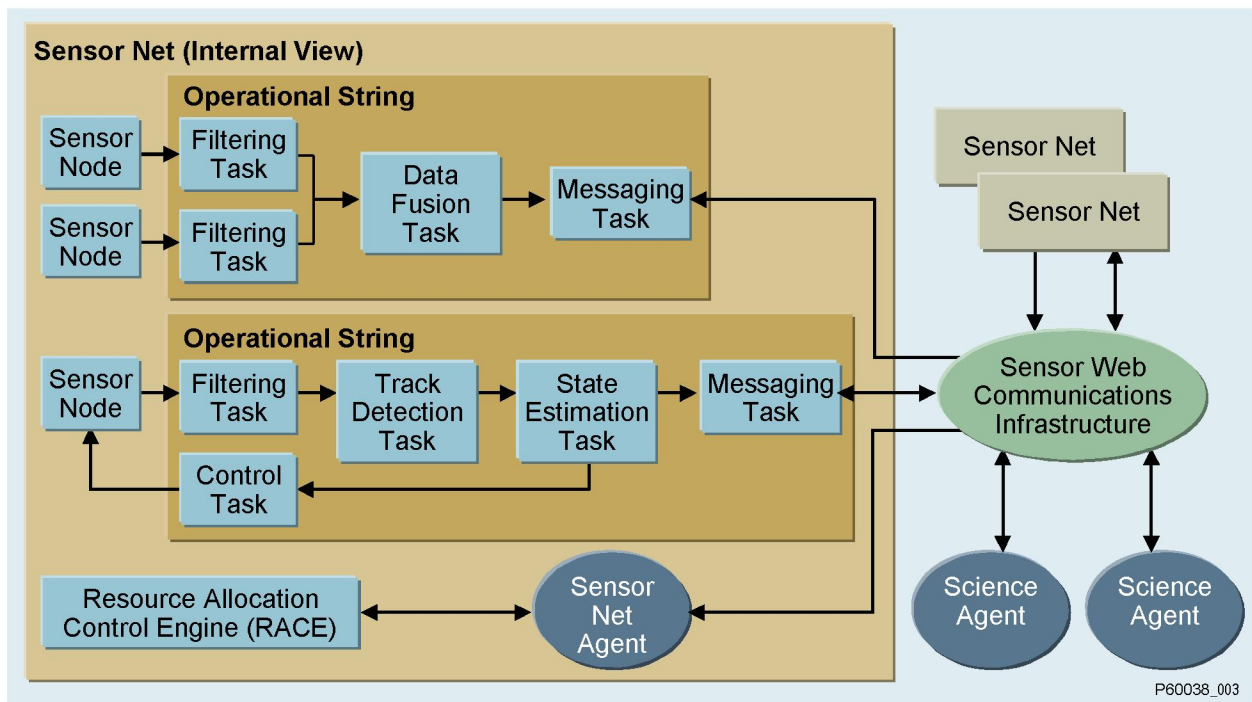 Sensor Net (Internal View)
Operational String
Sensor
Node
Filtering
Task
Sensor
Node
Filtering
Task
Data
Fusion
Task
Messaging
Task
Operational String
Sensor
Node
Filtering
Task
Track
Detection
Task
State
Estimation
Task
Messaging
Task
Control
Task
Resource Allocation
Control Engine (RACE)
Sensor
Net
Agent
Sensor Net
Sensor Net
Sensor Web
Communications
Infrastructure
Science
Agent
Science
Agent
P60038_003